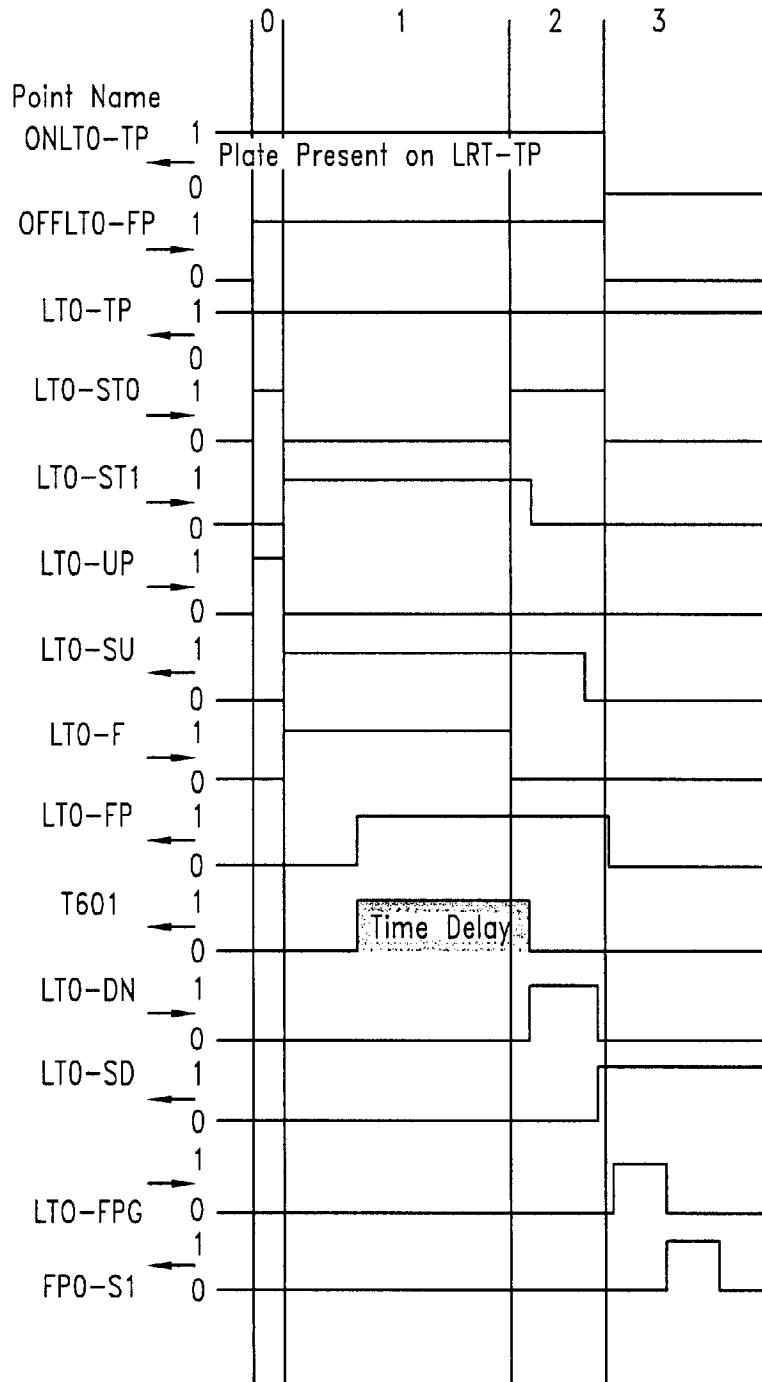 0 1 2 3
Point Name
ONLTO-TP 1
Plate Present on LRT-TP
0
OFFLTO-FP 1
0
LTO-TP 1
0
LTO-STO 1
0
LTO-ST1 1
0
LTO-UP 1
0
LTO-SU 1
0
LTO-F 1
0
LTO-FP 1
0
T601 1
Time Delay
0
LTO-DN 1
0
LTO-SD 1
0
1
LTO-FPG 0
1
FPO-S1 0